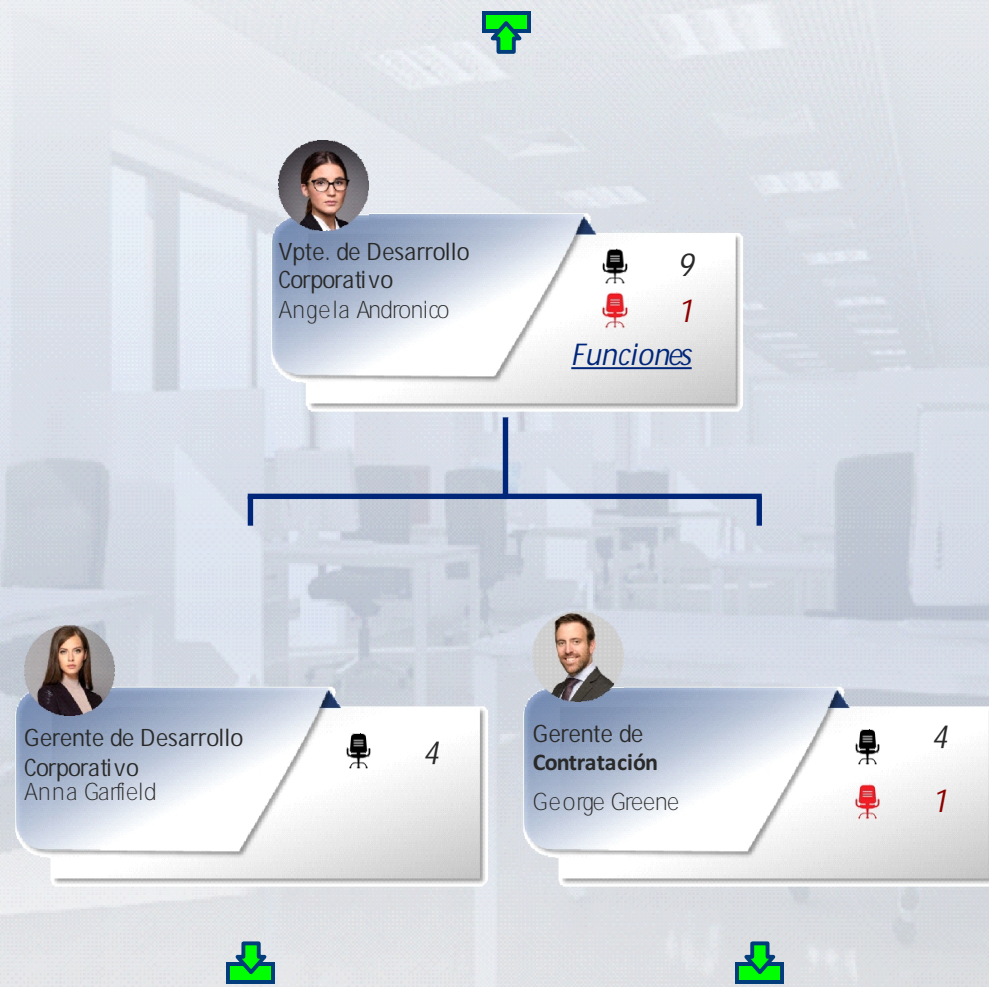 Vpte. de Desarrollo
Corporativo
Angela Andronico
9
1
Funciones
Gerente de Desarrollo
Corporativo
Anna Garfield
4
Gerente de
Contratación
George Greene
4
1